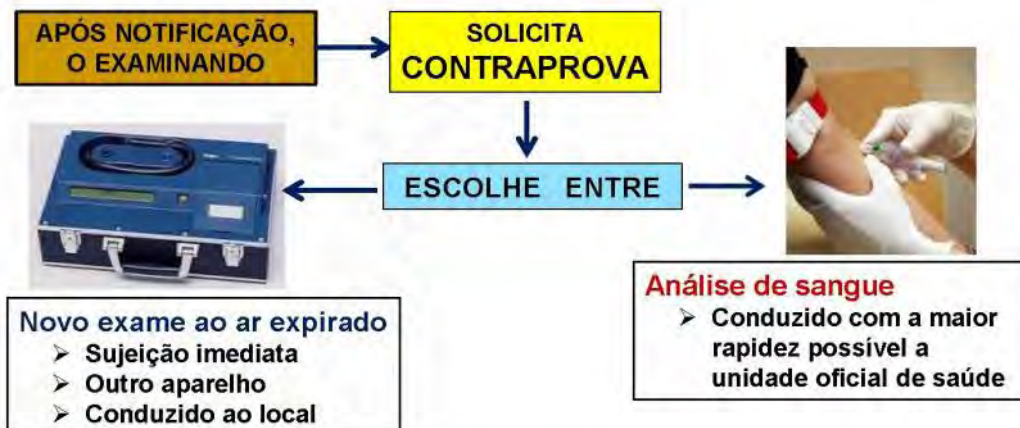 APÓS NOTIFICAÇÃO,
O EXAMINANDO
SOLICITA
CONTRAPROVA
ESCOLHE ENTRE
Novo exame ao ar expirado
➢ Sujeição imediata
➢ Outro aparelho
➢ Conduzido ao local
Análise de sangue
➢ Conduzido com a maior
rapidez possível a
unidade oficial de saúde